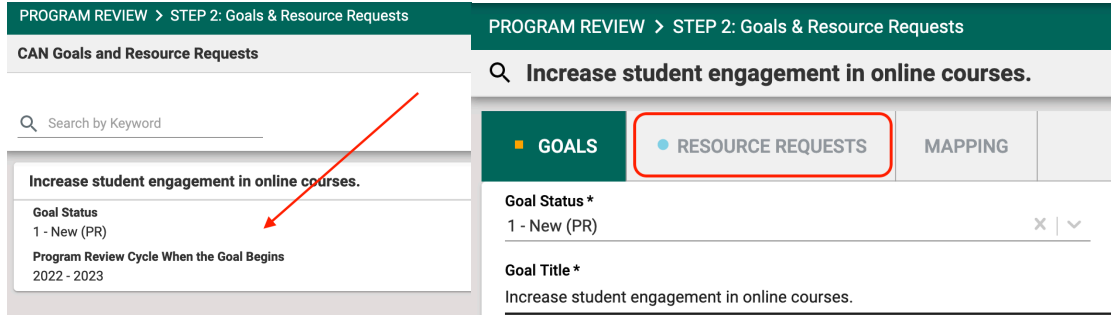 PROGRAM REVIEW > STEP 2: Goals & Resource Requests
CAN Goals and Resource Requests
Search by Keyword
Increase student engagement in online courses.
Goal Status
1 - New (PR)
Program Review Cycle When the Goal Begins
2022 - 2023
PROGRAM REVIEW > STEP 2: Goals & Resource Requests
Increase student engagement in online courses.
GOALS RESOURCE REQUESTS MAPPING
Goal Status *
1 - New (PR)
Goal Title *
Increase student engagement in online courses.